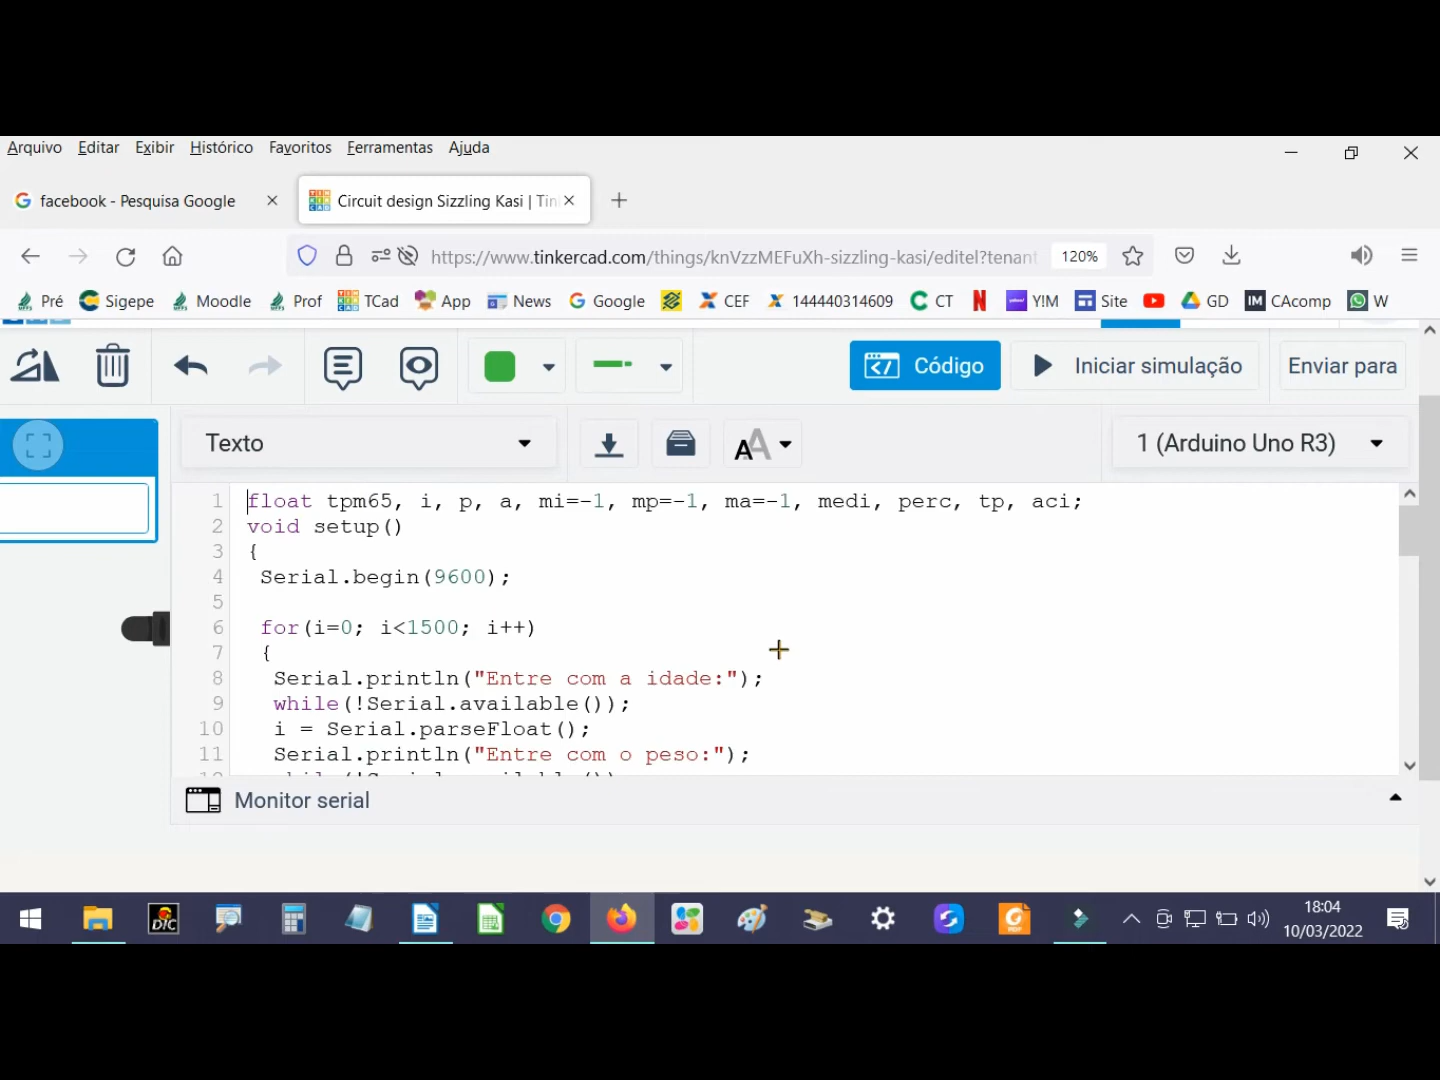 Arquivo Editar Exibir Histórico Favoritos Ferramentas Ajuda
facebook - Pesquisa Google
Circuit design Sizzling Kasi | Tin
https://www.tinkercad.com/things/knVzzMEFuXh-sizzling-kasi/editel?tenant 120%
Pré Sigepe Moodle Prof TCad App News Google CEF 144440314609 CT Y!M Site GD CAcomp W
Código Iniciar simulação Enviar para
Texto 1 (Arduino Uno R3)
1 float tpm65, i, p, a, mi=-1, mp=-1, ma=-1, medi, perc, tp, aci;
2 void setup()
3 {
4 Serial.begin(9600);
5
6 for(i=0; i<1500; i++)
7 {
8 Serial.println("Entre com a idade:");
9 while(!Serial.available());
10 i = Serial.parseFloat();
11 Serial.println("Entre com o peso:");
Monitor serial
18:04
10/03/2022